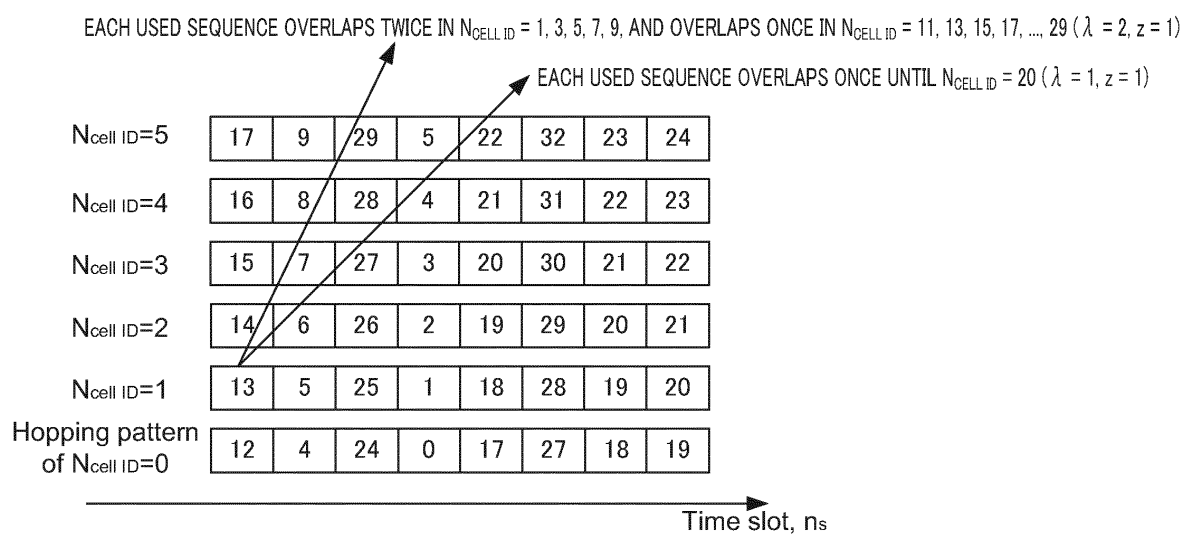 EACH USED SEQUENCE OVERLAPS TWICE IN NCELL ID = 1, 3, 5, 7, 9, AND OVERLAPS ONCE IN NCELL ID = 11, 13, 15, 17, ..., 29 (λ = 2, z = 1)
EACH USED SEQUENCE OVERLAPS ONCE UNTIL NCELL ID = 20 (λ = 1, z = 1)
Ncell ID=5 17 9 29 5 22 32 23 24
Ncell ID=4 16 8 28 4 21 31 22 23
Ncell ID=3 15 7 27 3 20 30 21 22
Ncell ID=2 14 6 26 2 19 29 20 21
Ncell ID=1 13 5 25 1 18 28 19 20
Hopping pattern
of Ncell ID=0 12 4 24 0 17 27 18 19
Time slot, ns